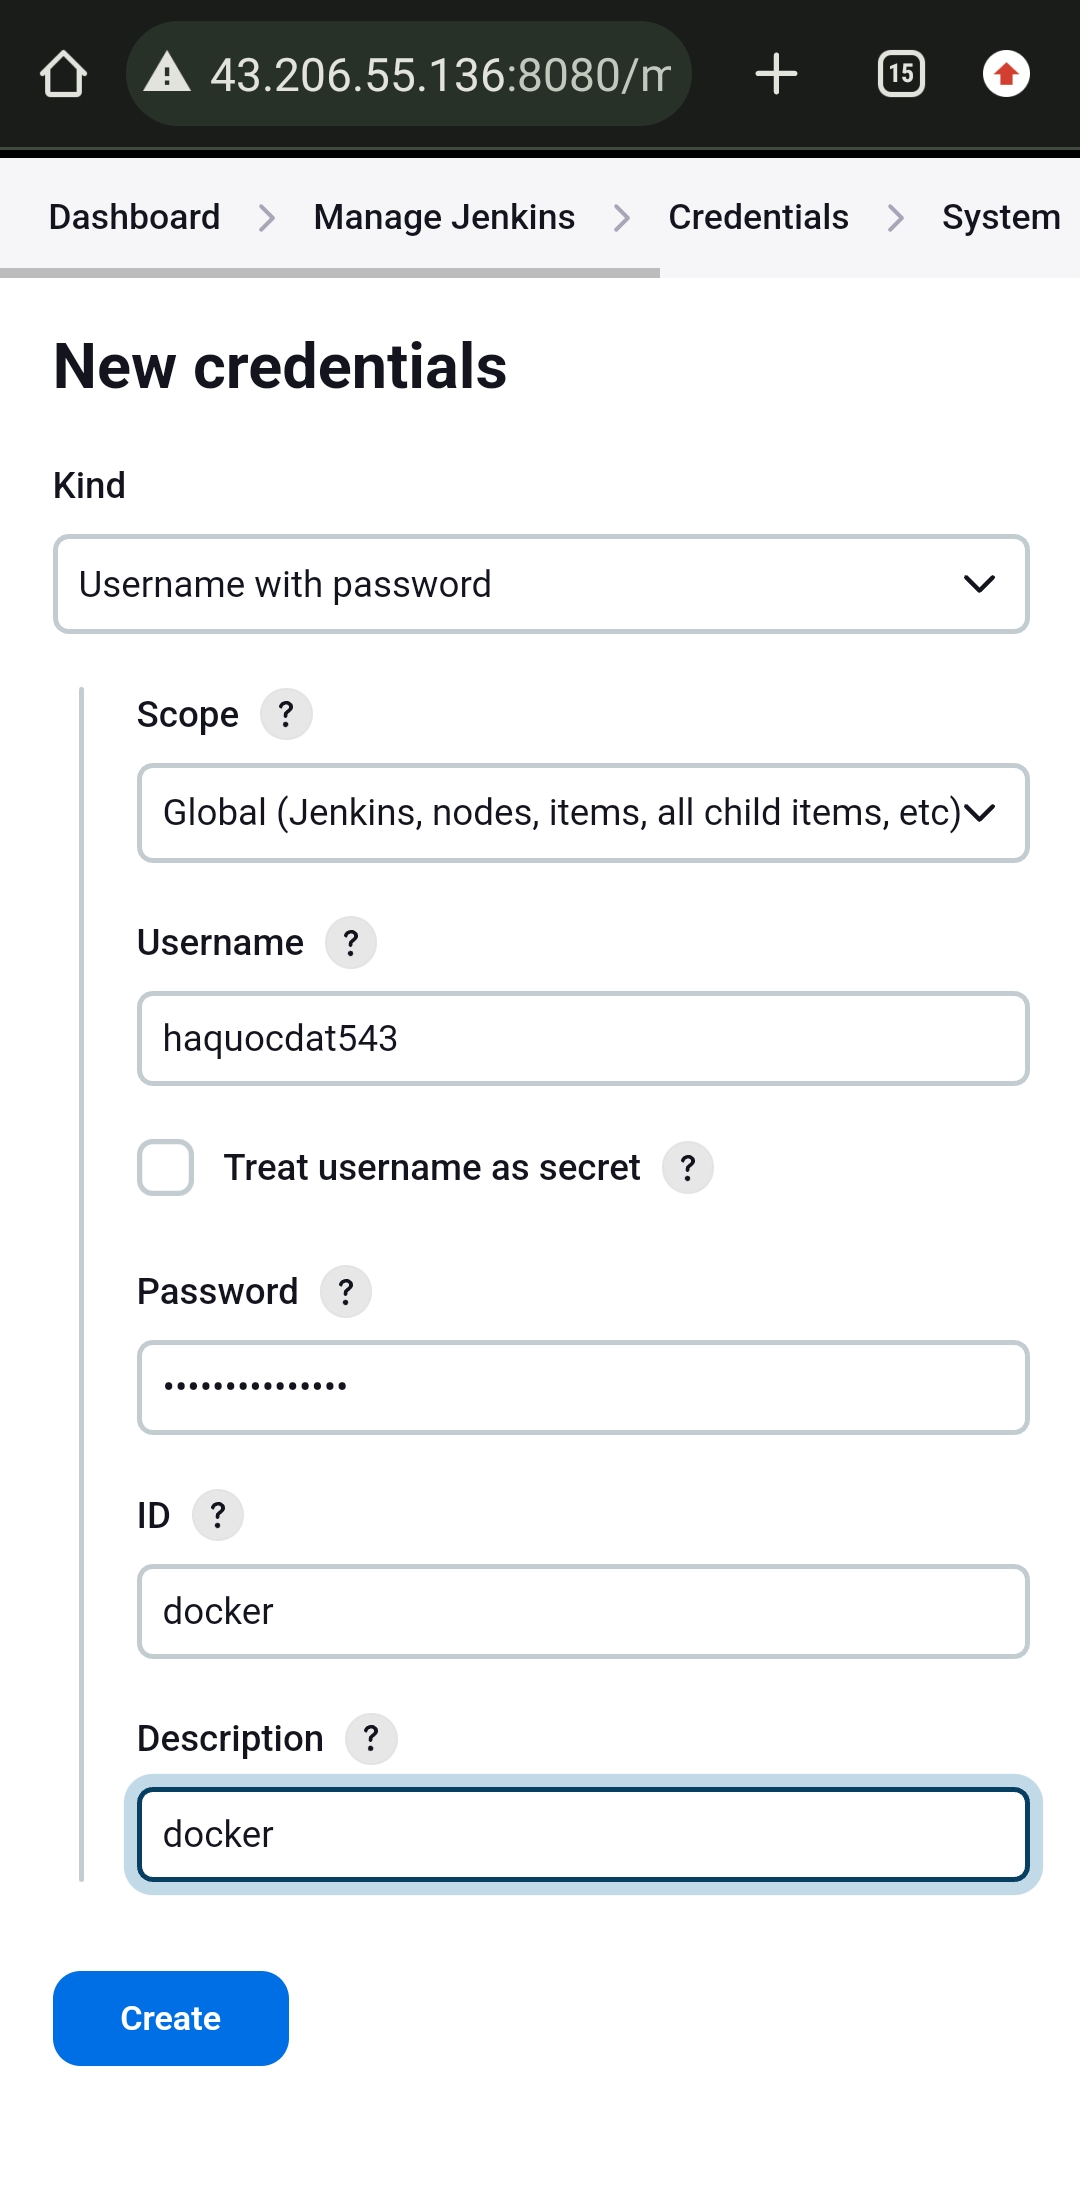 43.206.55.136:8080/m
15
Dashboard > Manage Jenkins > Credentials > System
New credentials
Kind
Username with password
Scope ?
Global (Jenkins, nodes, items, all child items, etc)
Username ?
haquocdat543
Treat username as secret ?
Password ?
•••••••••••••••
ID ?
docker
Description ?
docker
Create